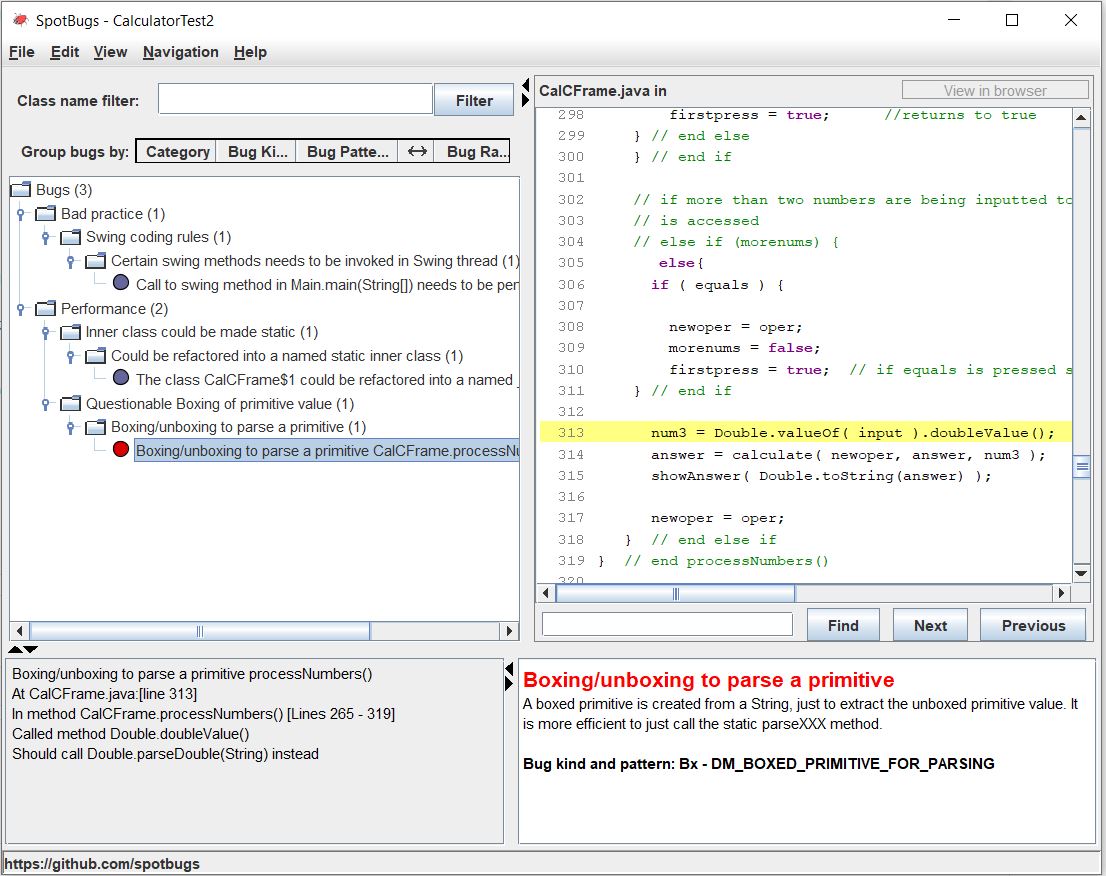 SpotBugs - CalculatorTest2
File Edit View Navigation Help
Class name filter: Filter
Group bugs by: Category Bug Ki... Bug Patte... Bug Ra...
Bugs (3)
Bad practice (1)
Swing coding rules (1)
Certain swing methods needs to be invoked in Swing thread (1)
Call to swing method in Main.main(String[]) needs to be per
Performance (2)
Inner class could be made static (1)
Could be refactored into a named static inner class (1)
The class CalCFrame$1 could be refactored into a named
Questionable Boxing of primitive value (1)
Boxing/unboxing to parse a primitive (1)
Boxing/unboxing to parse a primitive CalCFrame.processNu
CalCFrame.java in View in browser
298 firstpress = true; //returns to true
299 } // end else
300 } // end if
301
302 // if more than two numbers are being inputted to
303 // is accessed
304 // else if (morenums) {
305 else{
306 if ( equals ) {
307
308 newoper = oper;
309 morenums = false;
310 firstpress = true; // if equals is pressed s
311 } // end if
312
313 num3 = Double.valueOf( input ).doubleValue();
314 answer = calculate( newoper, answer, num3 );
315 showAnswer( Double.toString(answer) );
316
317 newoper = oper;
318 } // end else if
319 } // end processNumbers()
320
Find Next Previous
Boxing/unboxing to parse a primitive processNumbers()
At CalCFrame.java:[line 313]
In method CalCFrame.processNumbers() [Lines 265 - 319]
Called method Double.doubleValue()
Should call Double.parseDouble(String) instead
Boxing/unboxing to parse a primitive
A boxed primitive is created from a String, just to extract the unboxed primitive value. It
is more efficient to just call the static parseXXX method.
Bug kind and pattern: Bx - DM_BOXED_PRIMITIVE_FOR_PARSING
https://github.com/spotbugs